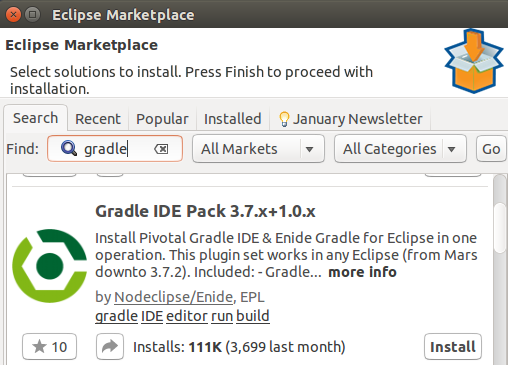 Eclipse Marketplace
Eclipse Marketplace
Select solutions to install. Press Finish to proceed with
installation.
Search Recent Popular Installed January Newsletter
Find: gradle All Markets All Categories Go
Gradle IDE Pack 3.7.x+1.0.x
Install Pivotal Gradle IDE & Enide Gradle for Eclipse in one
operation. This plugin set works in any Eclipse (from Mars
downto 3.7.2). Included: - Gradle... more info
by Nodeclipse/Enide, EPL
gradle IDE editor run build
10 Installs: 111K (3,699 last month) Install